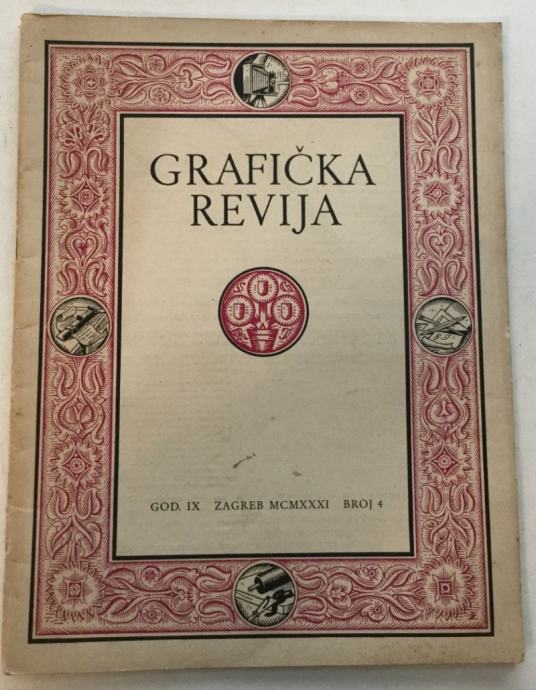 GRAFIČKA
REVIJA
GOD. IX ZAGREB MCMXXXI BROJ 4